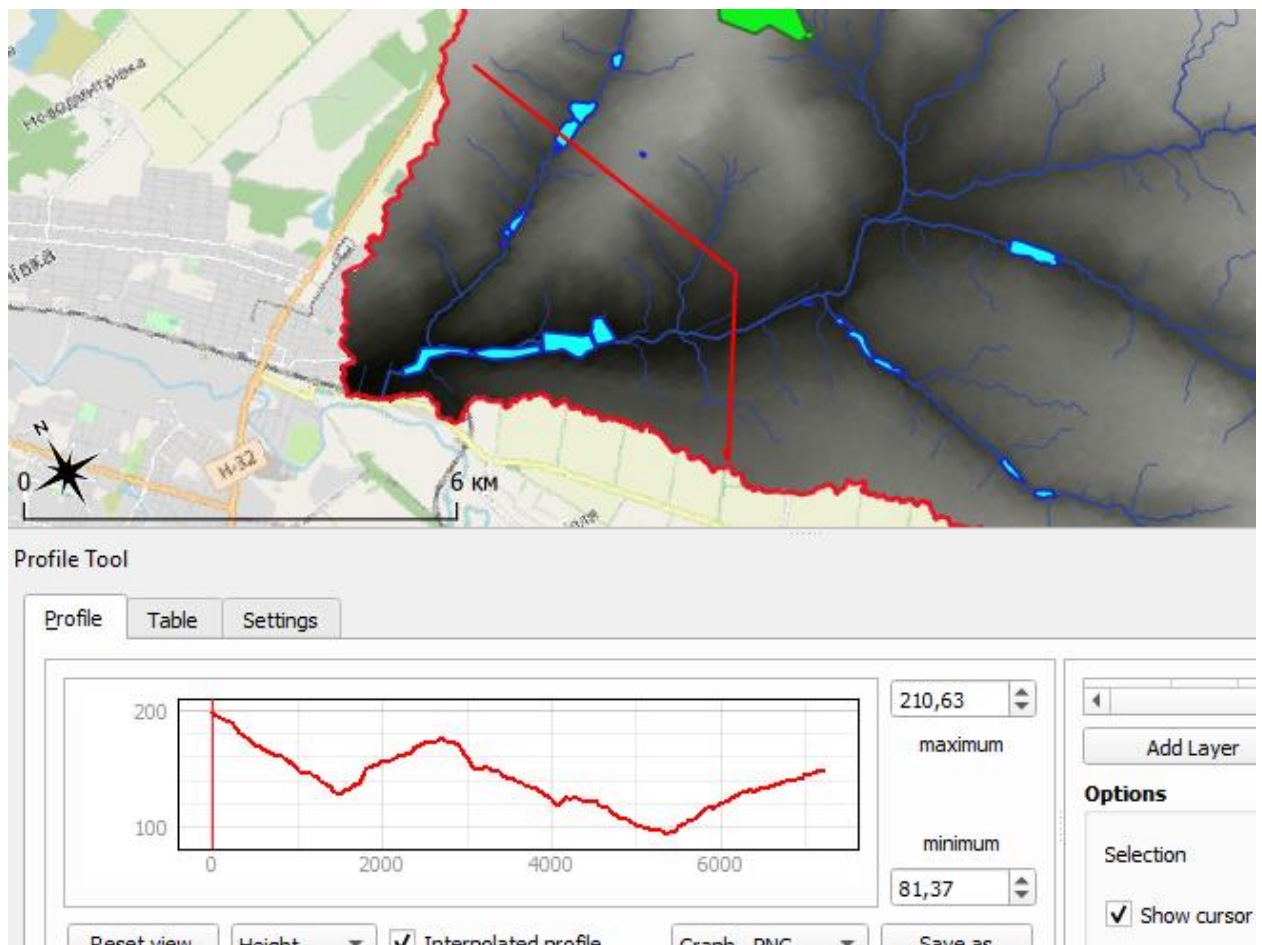 Новодмитрівка
івка
N
0
6 км
Н-32
Profile Tool
Profile Table Settings
200
100
0 2000 4000 6000
210,63
maximum
minimum
81,37
Add Layer
Options
Selection
Show cursor
Reset view Height Interpolated profile Graph - PNG Save as